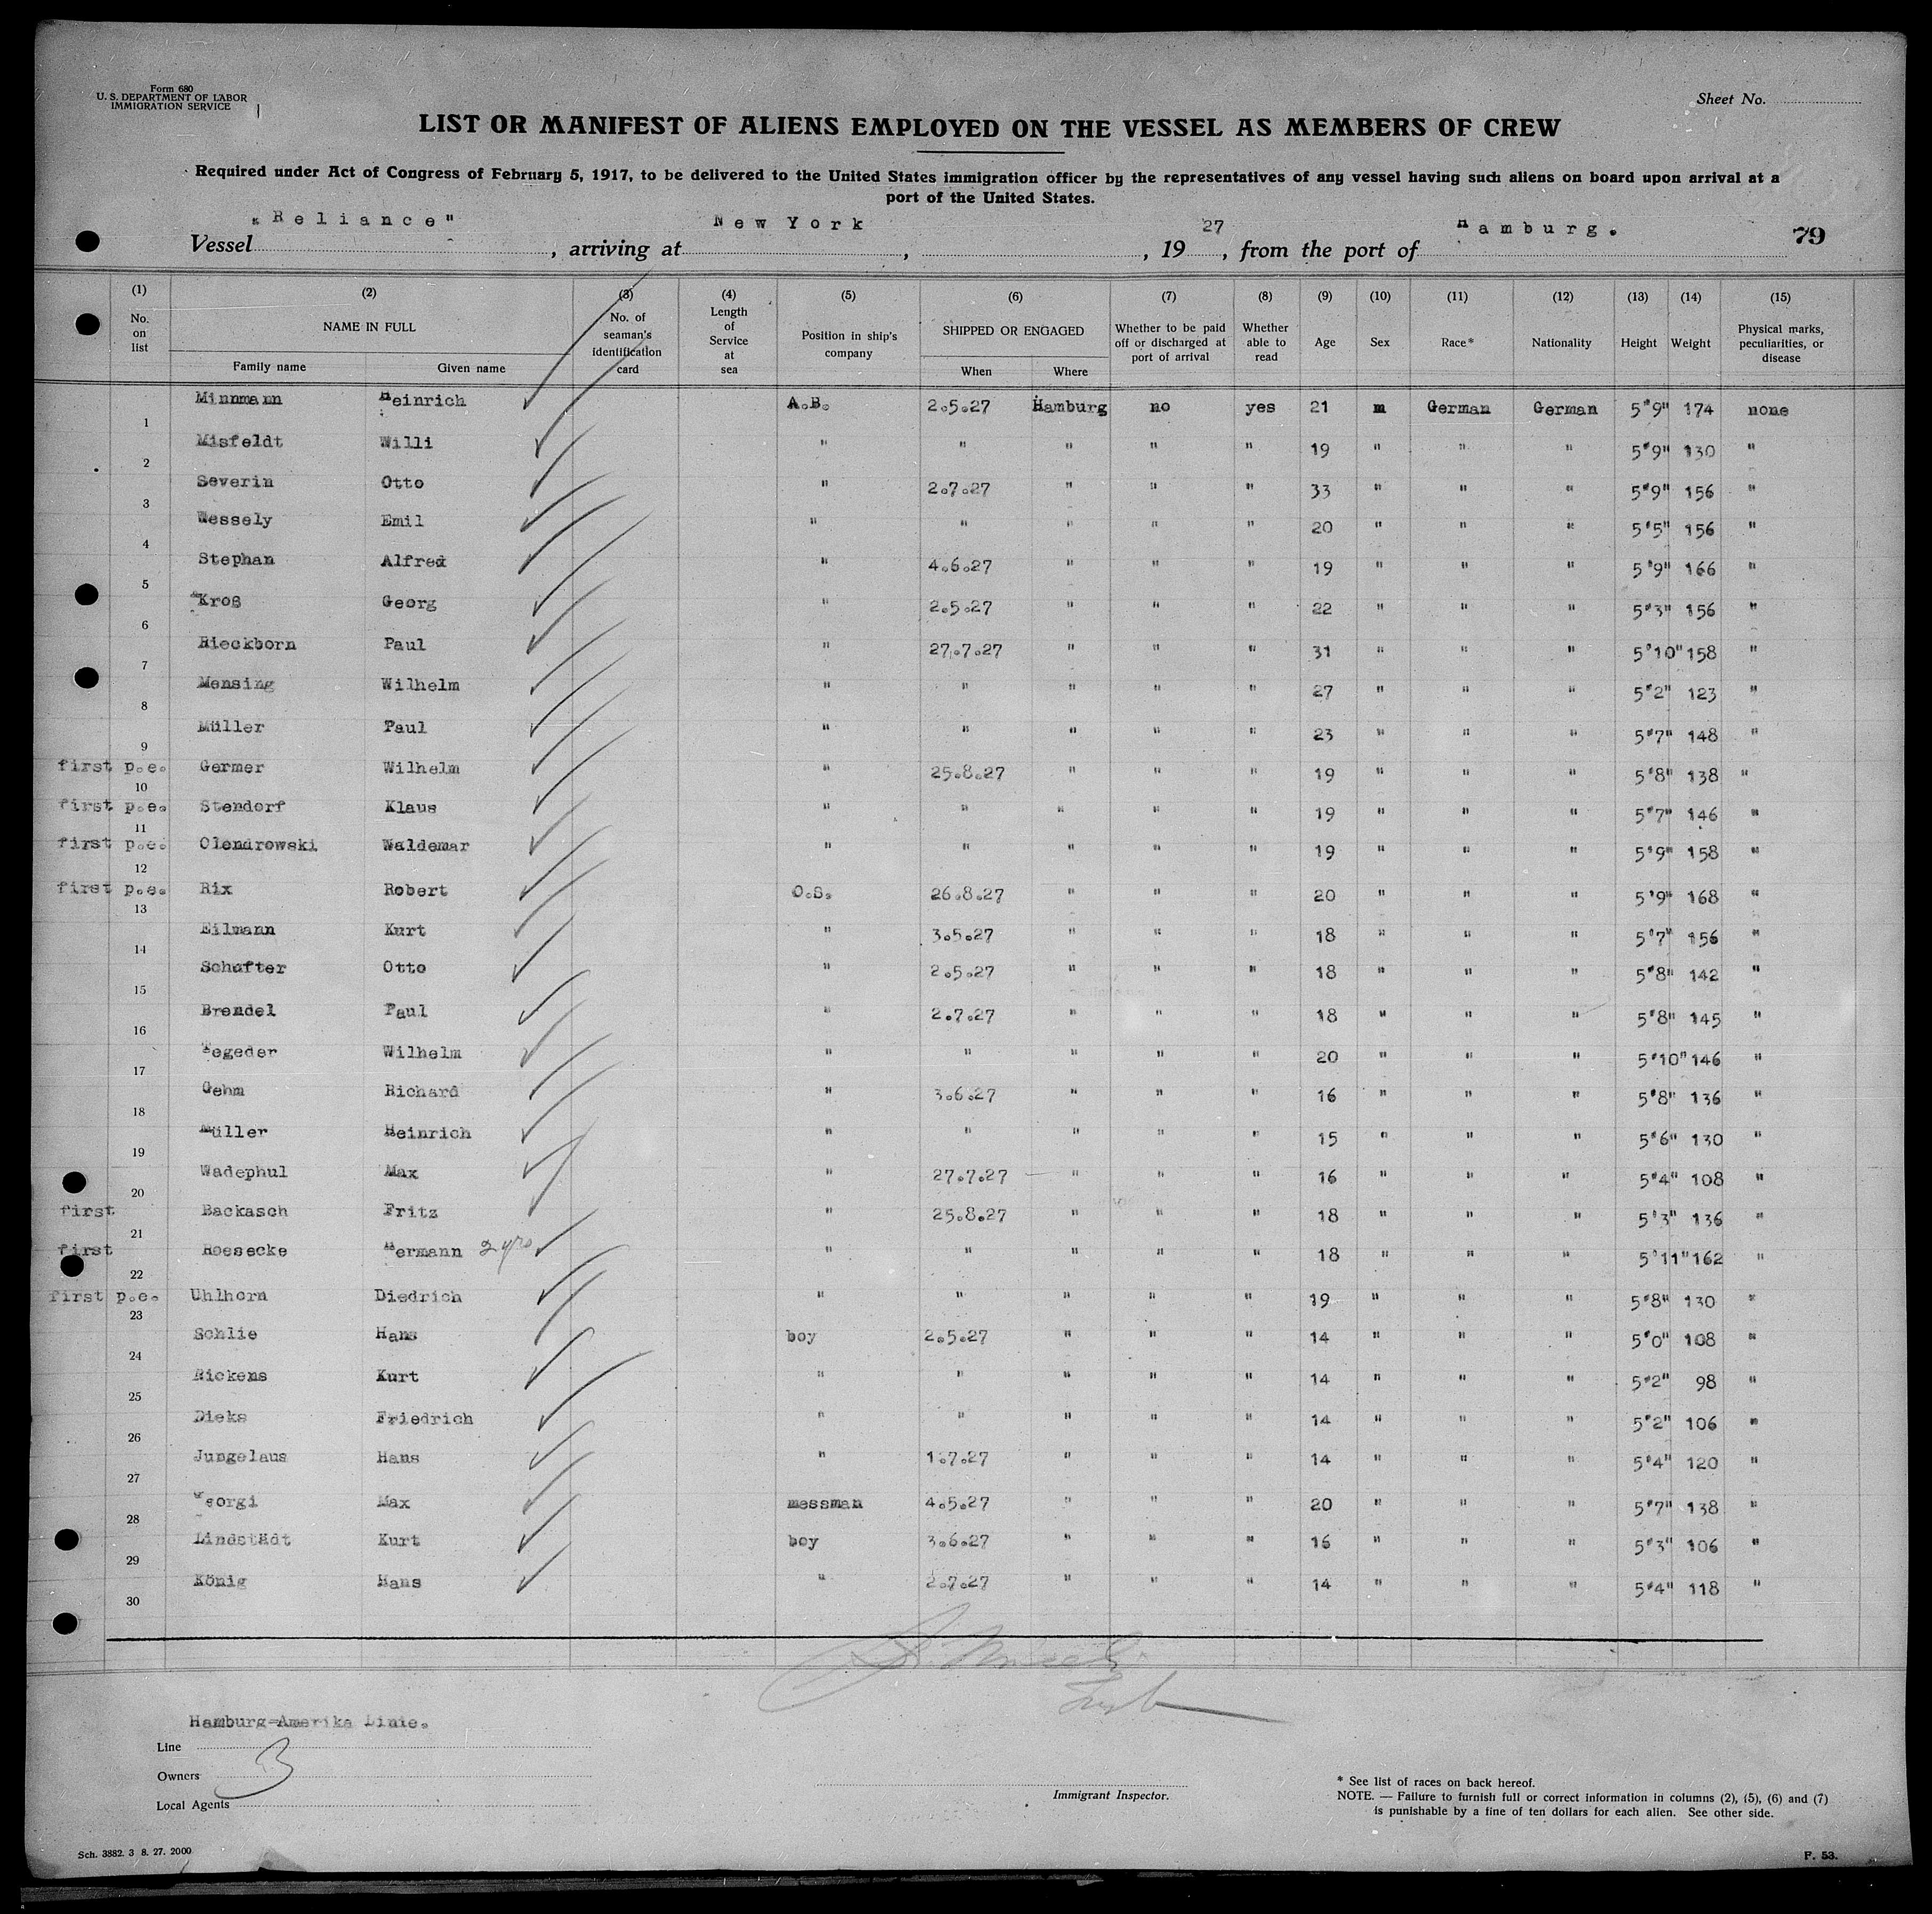 Form 680
U. S. DEPARTMENT OF LABOR
IMMIGRATION SERVICE
Sheet No.
LIST OR MANIFEST OF ALIENS EMPLOYED ON THE VESSEL AS MEMBERS OF CREW
Required under Act of Congress of February 5, 1917, to be delivered to the United States immigration officer by the representatives of any vessel having such aliens on board upon arrival at a
port of the United States.
Vessel "Reliance", arriving at New York, , 1927, from the port of Hamburg. 79
(1) (2) (3) (4) (5) (6) (7) (8) (9) (10) (11) (12) (13) (14) (15)
No. on list NAME IN FULL Family name Given name No. of seaman's identification card Length of Service at sea Position in ship's company SHIPPED OR ENGAGED When Where Whether to be paid off or discharged at port of arrival Whether able to read Age Sex Race* Nationality Height Weight Physical marks, peculiarities, or disease
1 Minnmann Heinrich A.B. 2.5.27 Hamburg no yes 21 m German German 5'9" 174 none
2 Misfeldt Willi " " " " " 19 " " " 5'9" 130 "
3 Severin Otto " 2.7.27 " " " 33 " " " 5'9" 156 "
4 Wessely Emil " " " " " 20 " " " 5'5" 156 "
5 Stephan Alfred " 4.6.27 " " " 19 " " " 5'9" 166 "
6 Kroß Georg " 2.5.27 " " " 22 " " " 5'3" 156 "
7 Rieckborn Paul " 27.7.27 " " " 31 " " " 5'10" 158 "
8 Mensing Wilhelm " " " " " 27 " " " 5'2" 123 "
9 Müller Paul " " " " " 23 " " " 5'7" 148 "
first p.e. 10 Germer Wilhelm " 25.8.27 " " " 19 " " " 5'8" 138 "
first p.e. 11 Stendorf Klaus " " " " " 19 " " " 5'7" 146 "
first p.e. 12 Olendrowski Waldemar " " " " " 19 " " " 5'9" 158 "
first p.e. 13 Rix Robert O.S. 26.8.27 " " " 20 " " " 5'9" 168 "
14 Eilmann Kurt " 3.5.27 " " " 18 " " " 5'7" 156 "
15 Schufter Otto " 2.5.27 " " " 18 " " " 5'8" 142 "
16 Brendel Paul " 2.7.27 " " " 18 " " " 5'8" 145 "
17 Tegeder Wilhelm " " " " " 20 " " " 5'10" 146 "
18 Gehm Richard " 3.6.27 " " " 16 " " " 5'8" 136 "
19 Müller Heinrich " " " " " 15 " " " 5'6" 130 "
20 Wadephul Max " 27.7.27 " " " 16 " " " 5'4" 108 "
first 21 Backasch Fritz " 25.8.27 " " " 18 " " " 5'3" 136 "
first 22 Roesecke Hermann 2 yrs " " " " " 18 " " " 5'11" 162 "
first p.e. 23 Uhlhorn Diedrich " " " " " 19 " " " 5'8" 130 "
24 Schlie Hans boy 2.5.27 " " " 14 " " " 5'0" 108 "
25 Rickens Kurt " " " " " 14 " " " 5'2" 98 "
26 Dieks Friedrich " " " " " 14 " " " 5'2" 106 "
27 Jungclaus Hans " 1.7.27 " " " 14 " " " 5'4" 120 "
28 Georgi Max messman 4.5.27 " " " 20 " " " 5'7" 138 "
29 Lindstädt Kurt boy 3.6.27 " " " 16 " " " 5'3" 106 "
30 König Hans " 2.7.27 " " " 14 " " " 5'4" 118 "
Hamburg-Amerika Linie.
Line
Owners
Local Agents
Immigrant Inspector.
* See list of races on back hereof.
NOTE. — Failure to furnish full or correct information in columns (2), (5), (6) and (7)
is punishable by a fine of ten dollars for each alien. See other side.
Sch. 3882. 3 8. 27. 2000
F. 53.